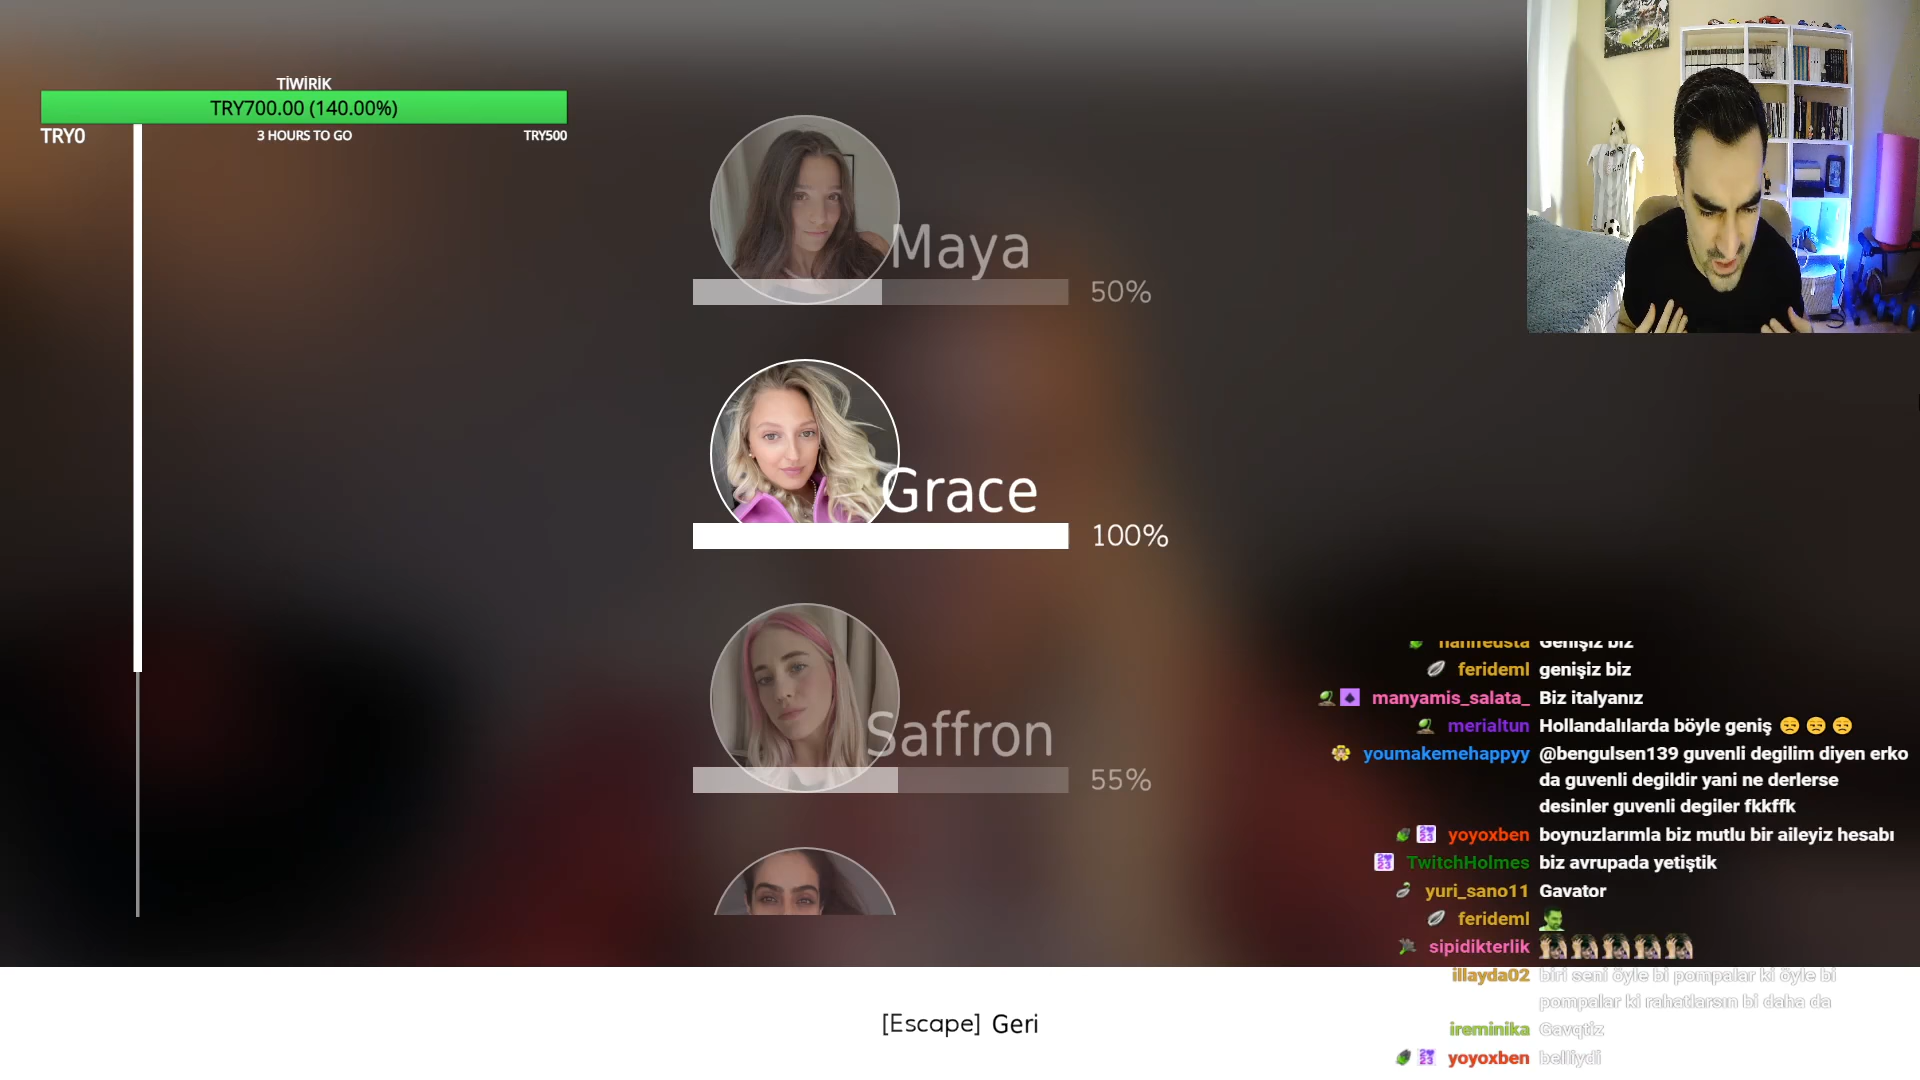 TİWİRİK
TRY700.00 (140.00%)
TRY0
3 HOURS TO GO
TRY500
Maya
50%
Grace
100%
Saffron
55%
hanifeusta Genişiz biz
ferideml genişiz biz
manyamis_salata_ Biz italyanız
merialtun Hollandalılarda böyle geniş
youmakemehappyy @bengulsen139 guvenli degilim diyen erko
da guvenli degildir yani ne derlerse
desinler guvenli degiler fkkffk
yoyoxben boynuzlarımla biz mutlu bir aileyiz hesabı
TwitchHolmes biz avrupada yetiştik
yuri_sano11 Gavator
ferideml
sipidikterlik
illayda02 biri seni öyle bi pompalar ki öyle bi
pompalar ki rahatlarsın bi daha da
ireminika Gavqtiz
yoyoxben belliydi
[Escape] Geri